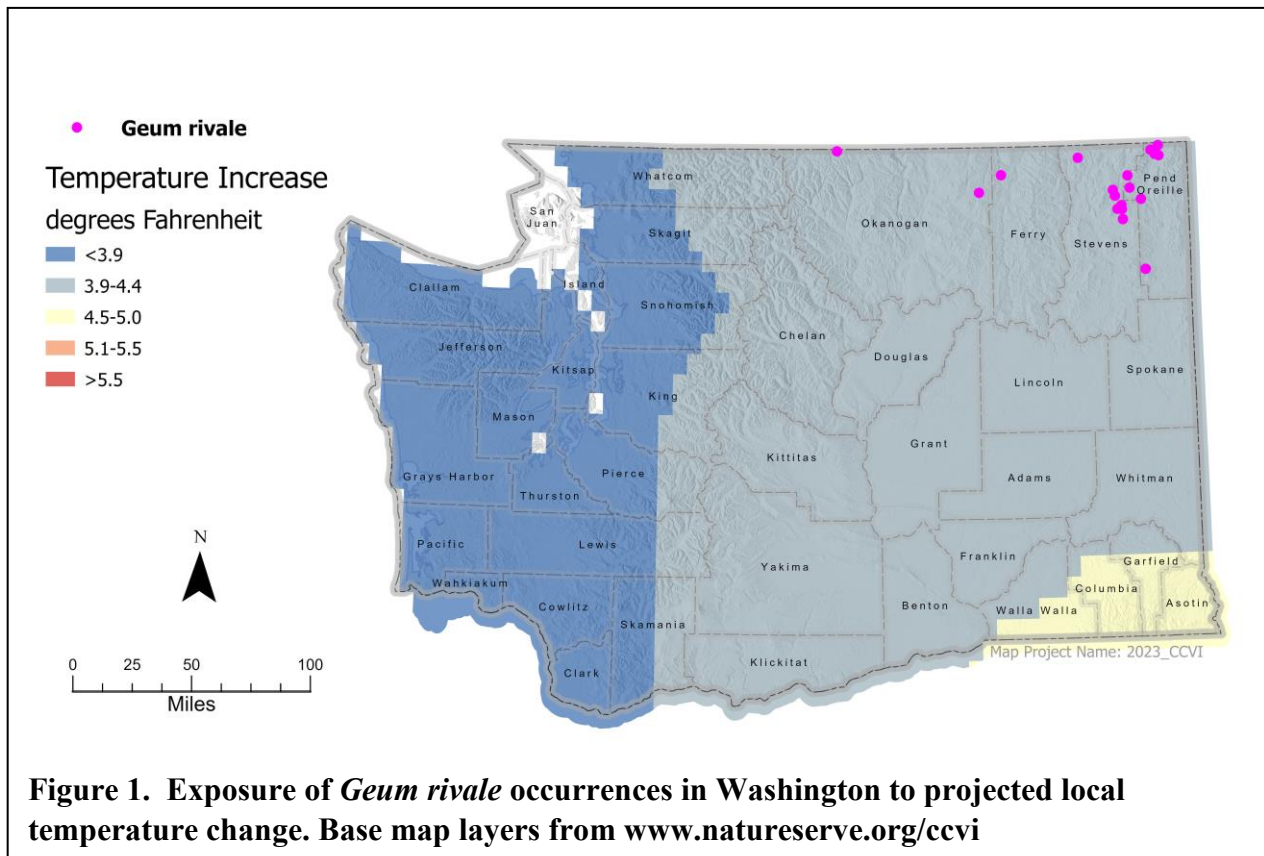 Geum rivale
Temperature Increase
degrees Fahrenheit
<3.9
3.9-4.4
4.5-5.0
5.1-5.5
>5.5
N
0 25 50 100
Miles
Whatcom
San
Juan
Skagit
Island
Clallam
Snohomish
Jefferson
Kitsap
King
Mason
Grays Harbor
Pierce
Thurston
Pacific
Lewis
Wahkiakum
Cowlitz
Skamania
Clark
Okanogan
Ferry
Stevens
Pend
Oreille
Chelan
Douglas
Lincoln
Spokane
Grant
Kittitas
Adams
Whitman
Yakima
Franklin
Garfield
Columbia
Benton
Walla Walla
Asotin
Klickitat
Map Project Name: 2023_CCVI
Figure 1. Exposure of Geum rivale occurrences in Washington to projected local
temperature change. Base map layers from www.natureserve.org/ccvi